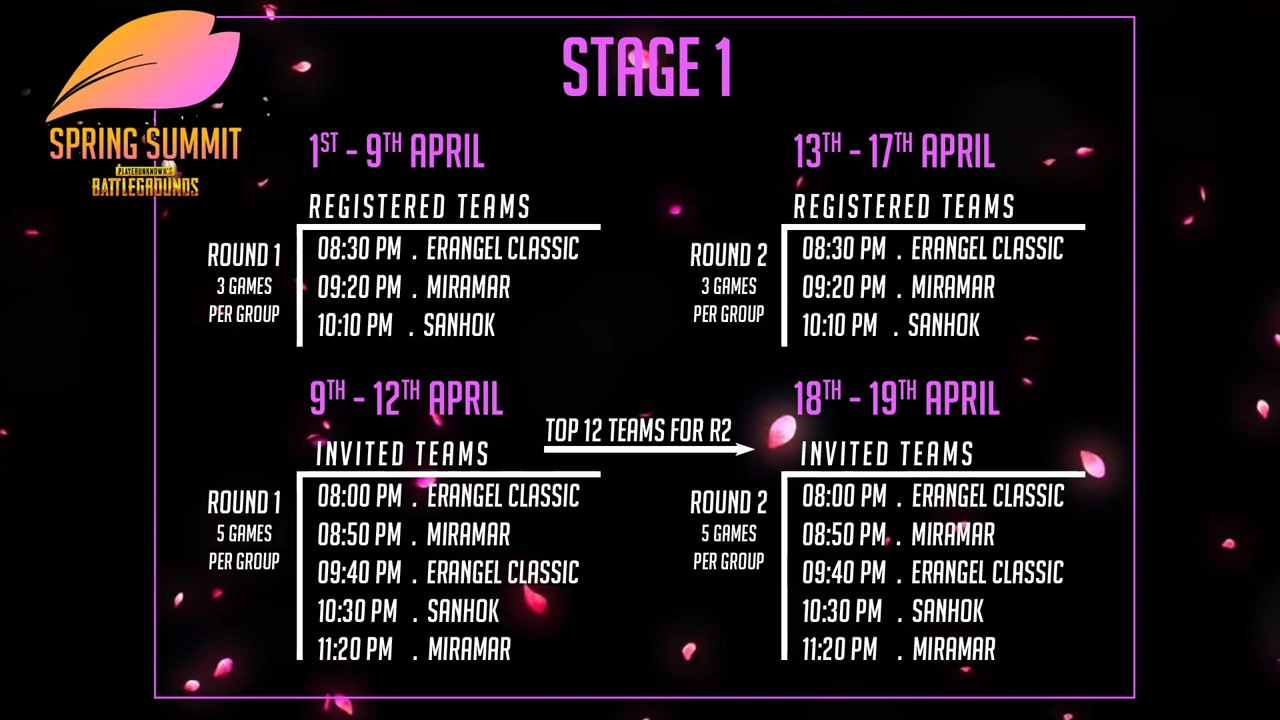 STAGE 1
SPRING SUMMIT
PLAYERUNKNOWN'S
BATTLEGROUNDS
1ST - 9TH APRIL
REGISTERED TEAMS
ROUND 1
3 GAMES
PER GROUP
08:30 PM . ERANGEL CLASSIC
09:20 PM . MIRAMAR
10:10 PM . SANHOK
13TH - 17TH APRIL
REGISTERED TEAMS
ROUND 2
3 GAMES
PER GROUP
08:30 PM . ERANGEL CLASSIC
09:20 PM . MIRAMAR
10:10 PM . SANHOK
9TH - 12TH APRIL
INVITED TEAMS
ROUND 1
5 GAMES
PER GROUP
08:00 PM . ERANGEL CLASSIC
08:50 PM . MIRAMAR
09:40 PM . ERANGEL CLASSIC
10:30 PM . SANHOK
11:20 PM . MIRAMAR
TOP 12 TEAMS FOR R2
18TH - 19TH APRIL
INVITED TEAMS
ROUND 2
5 GAMES
PER GROUP
08:00 PM . ERANGEL CLASSIC
08:50 PM . MIRAMAR
09:40 PM . ERANGEL CLASSIC
10:30 PM . SANHOK
11:20 PM . MIRAMAR